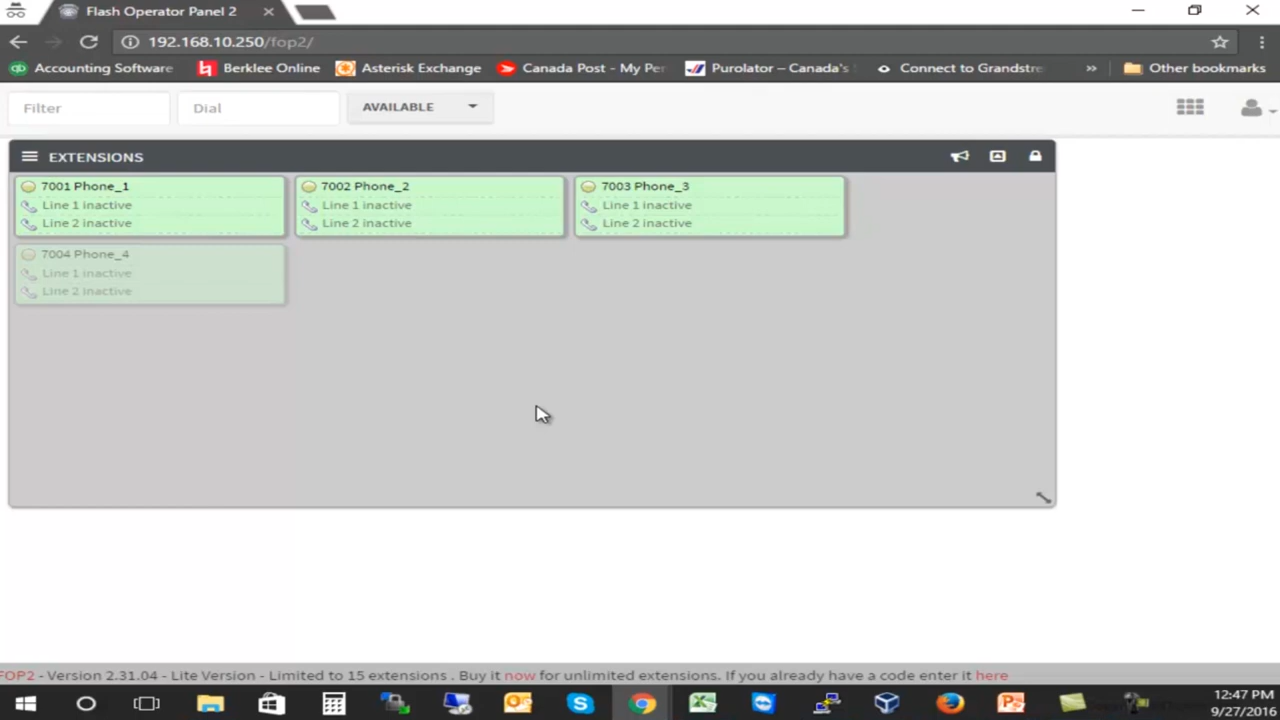 Flash Operator Panel 2
192.168.10.250/fop2/
Accounting Software
Berklee Online
Asterisk Exchange
Canada Post - My Per
Purolator – Canada's
Connect to Grandstre
Other bookmarks
Filter
Dial
AVAILABLE
EXTENSIONS
7001 Phone_1
Line 1 inactive
Line 2 inactive
7002 Phone_2
Line 1 inactive
Line 2 inactive
7003 Phone_3
Line 1 inactive
Line 2 inactive
7004 Phone_4
Line 1 inactive
Line 2 inactive
FOP2 - Version 2.31.04 - Lite Version - Limited to 15 extensions . Buy it now for unlimited extensions. If you already have a code enter it here
12:47 PM
9/27/2016